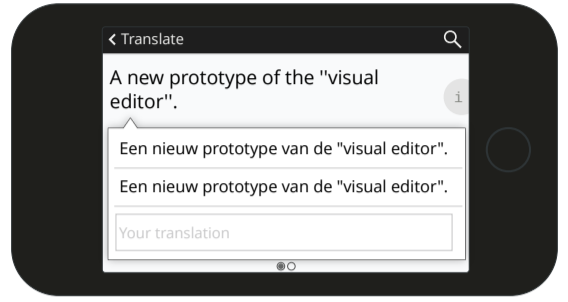 Translate
A new prototype of the ''visual
editor''.
i
Een nieuw prototype van de "visual editor".
Een nieuw prototype van de "visual editor".
Your translation